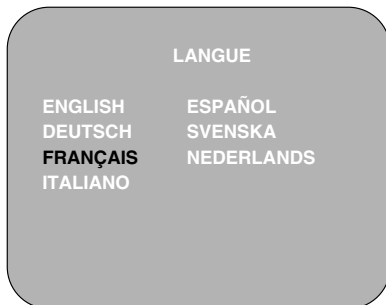 LANGUE
ENGLISH ESPAÑOL
DEUTSCH SVENSKA
FRANÇAIS NEDERLANDS
ITALIANO